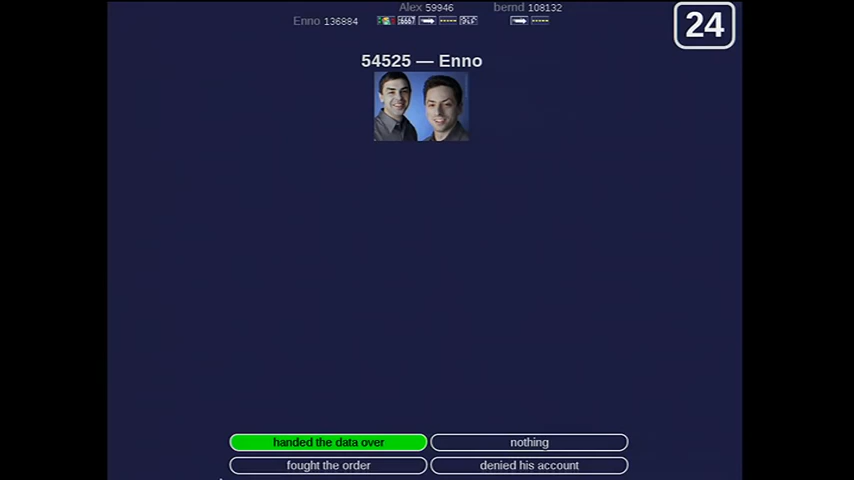 Alex 59946
bernd 108132
Enno 136884
24
54525 — Enno
handed the data over
nothing
fought the order
denied his account